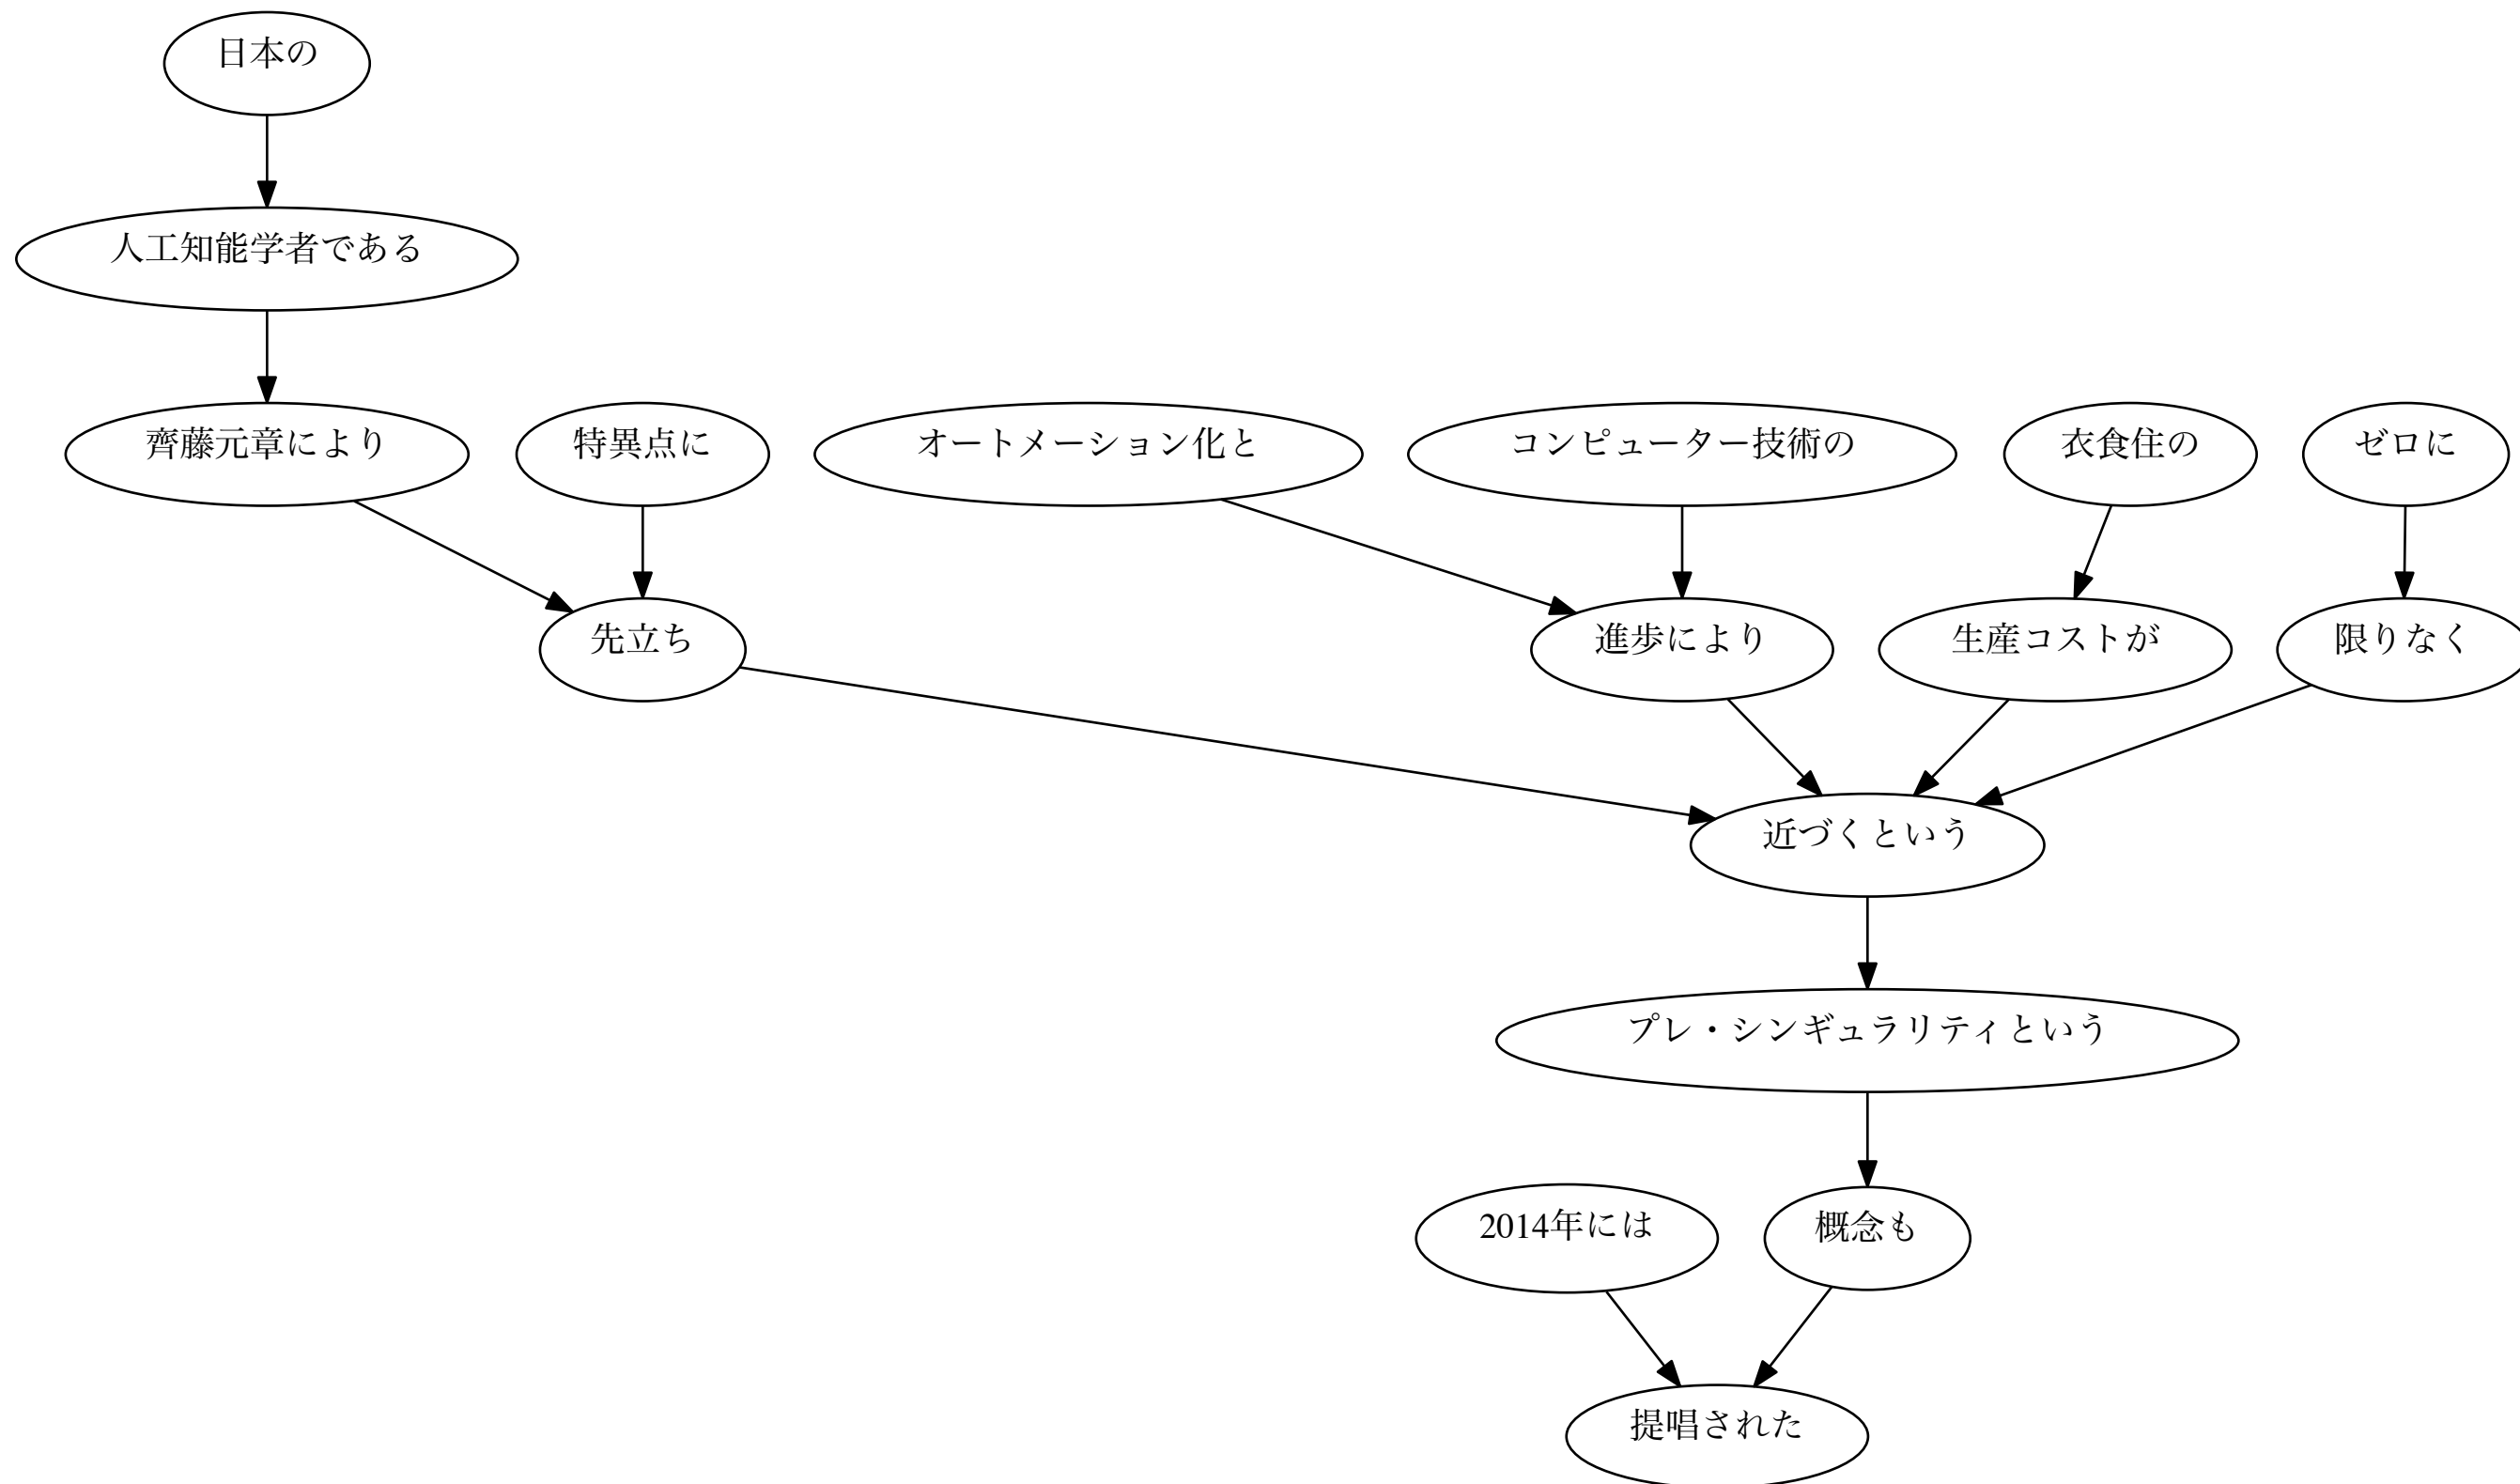 日本の
人工知能学者である
齊藤元章により
特異点に
オートメーション化と
コンピューター技術の
衣食住の
ゼロに
先立ち
進歩により
生産コストが
限りなく
近づくという
プレ・シンギュラリティという
2014年には
概念も
提唱された